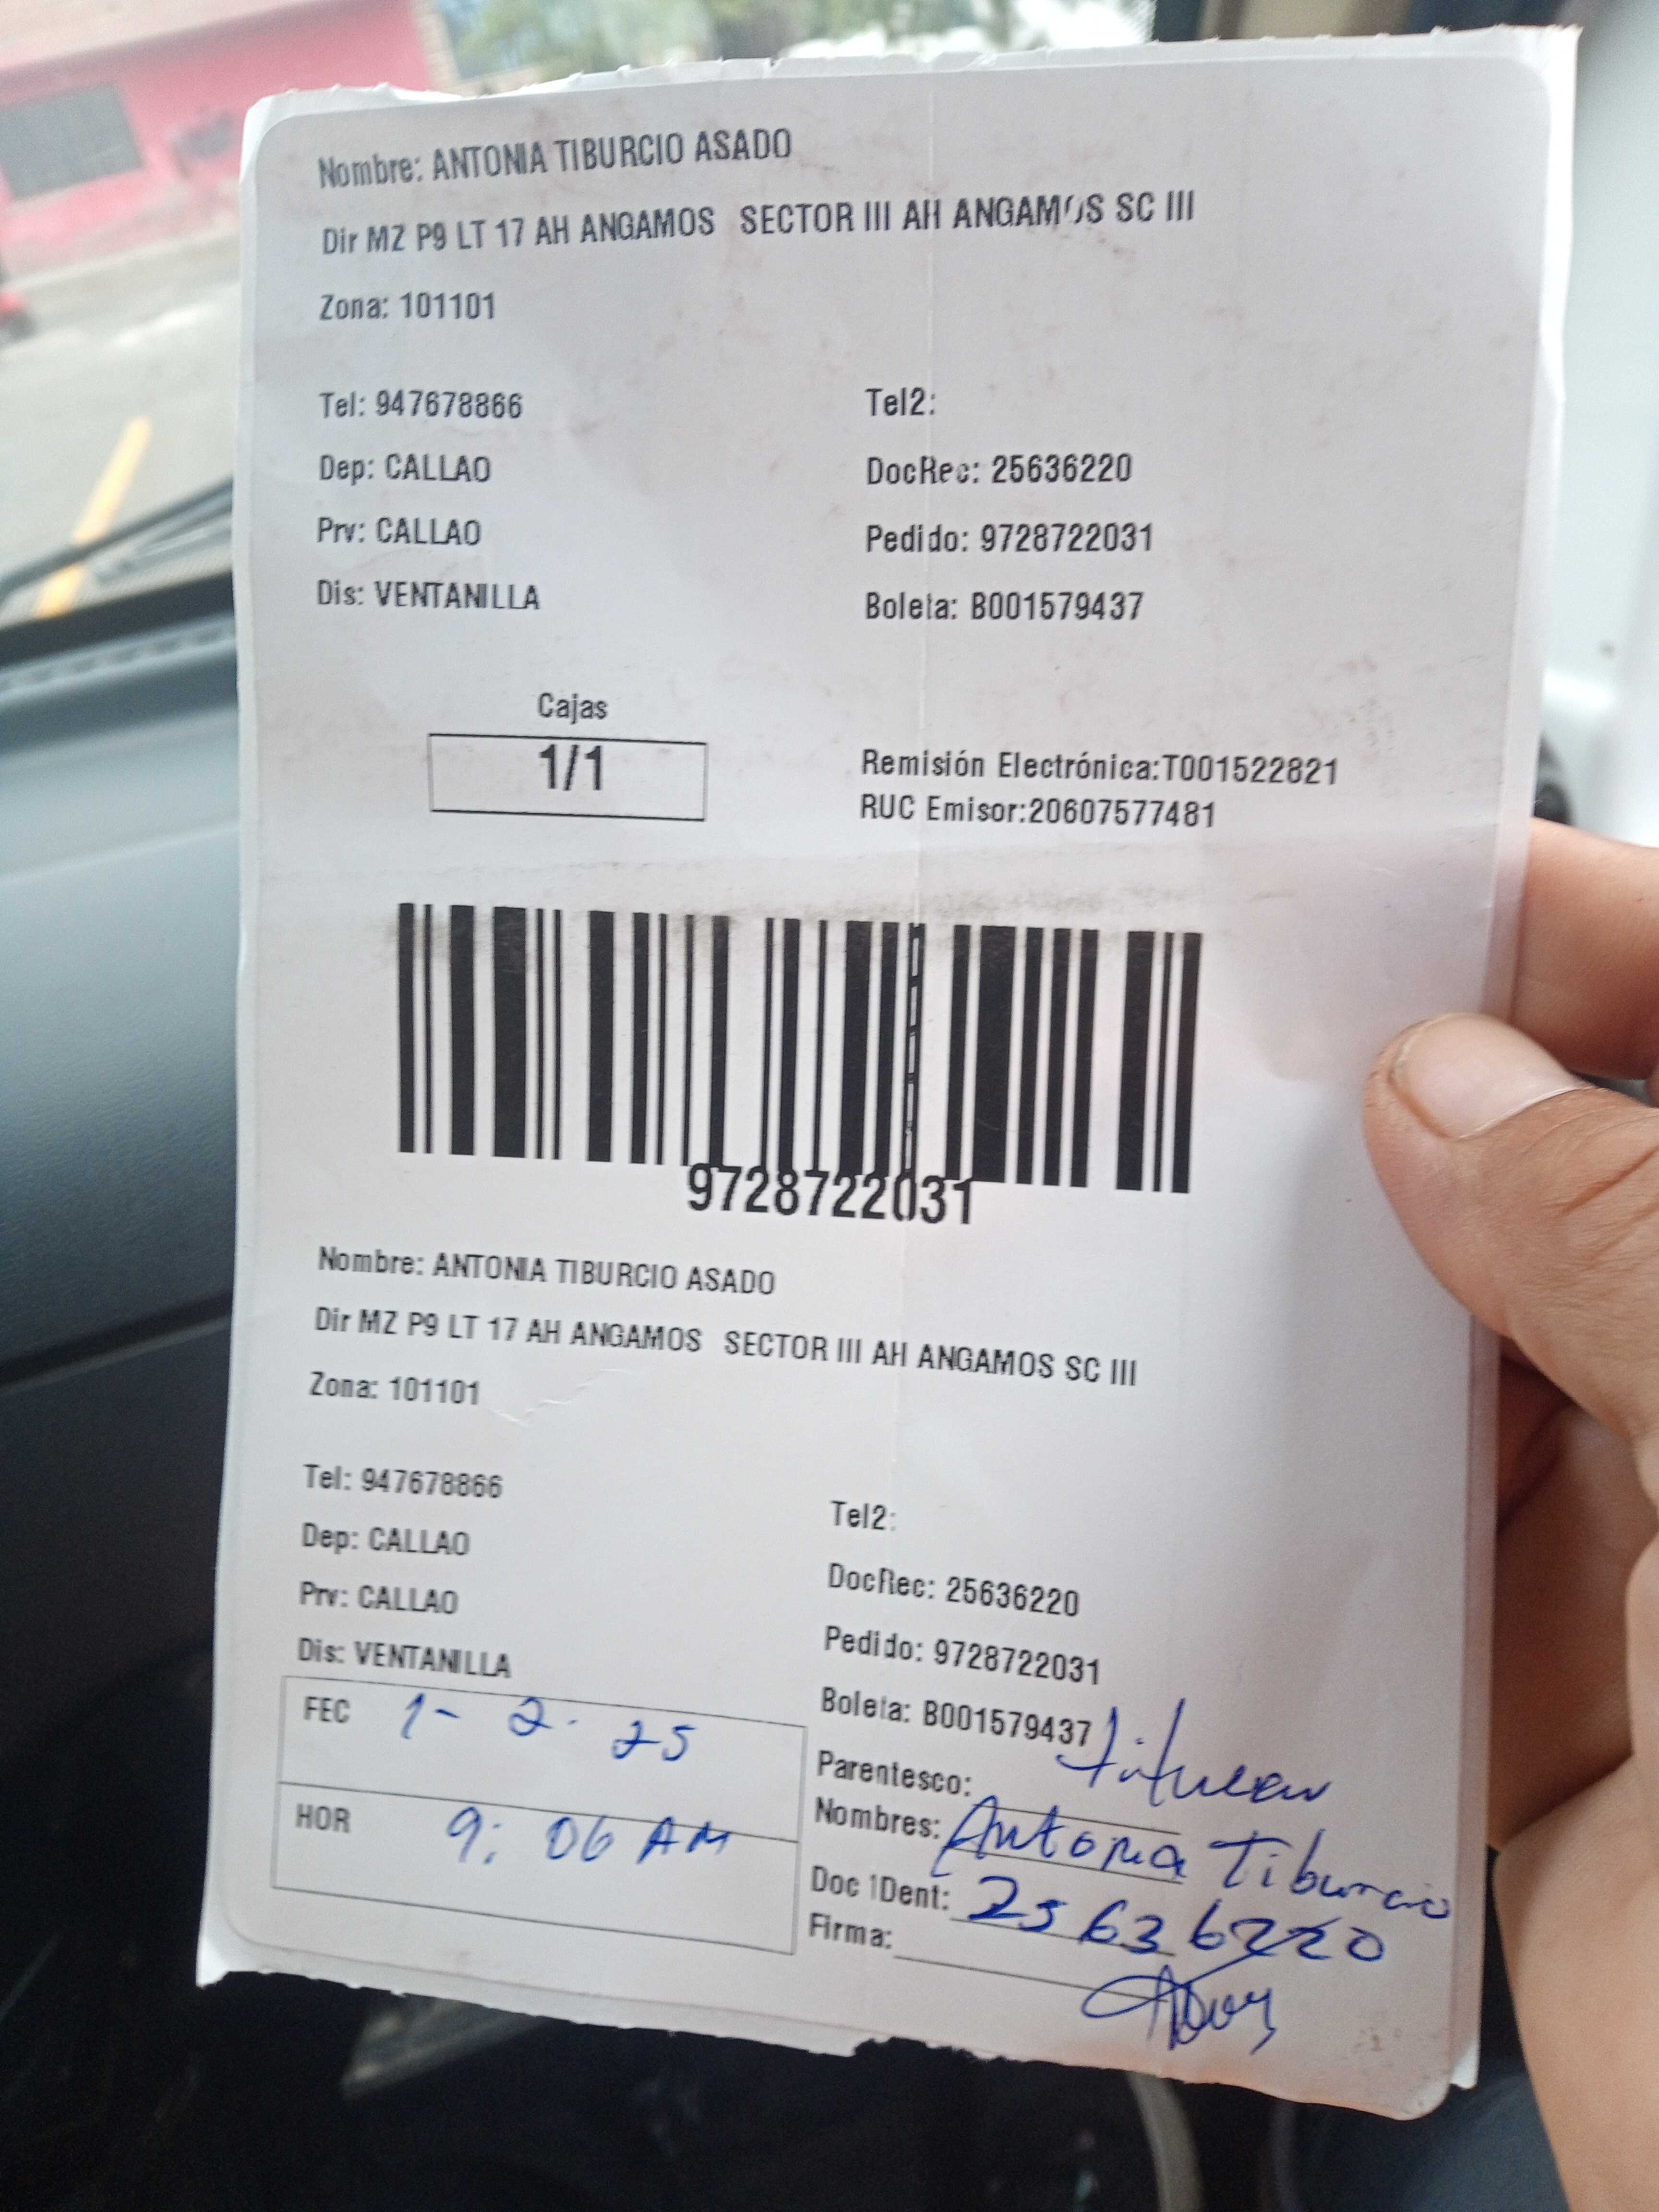 Nombre: ANTONIA TIBURCIO ASADO
Dir MZ P9 LT 17 AH ANGAMOS SECTOR III AH ANGAMOS SC III
Zona: 101101
Tel: 947678866 Tel2:
Dep: CALLAO DocRec: 25636220
Prv: CALLAO Pedido: 9728722031
Dis: VENTANILLA Boleta: B001579437
Cajas
1/1
Remisión Electrónica:T001522821
RUC Emisor:20607577481
9728722031
Nombre: ANTONIA TIBURCIO ASADO
Dir MZ P9 LT 17 AH ANGAMOS SECTOR III AH ANGAMOS SC III
Zona: 101101
Tel: 947678866 Tel2:
Dep: CALLAO DocRec: 25636220
Prv: CALLAO Pedido: 9728722031
Dis: VENTANILLA Boleta: B001579437
FEC 1- 2- 25
HOR 9: 06 AM
Parentesco:
Nombres: Antonia Tiburcio
Doc IDent: 25636220
Firma: